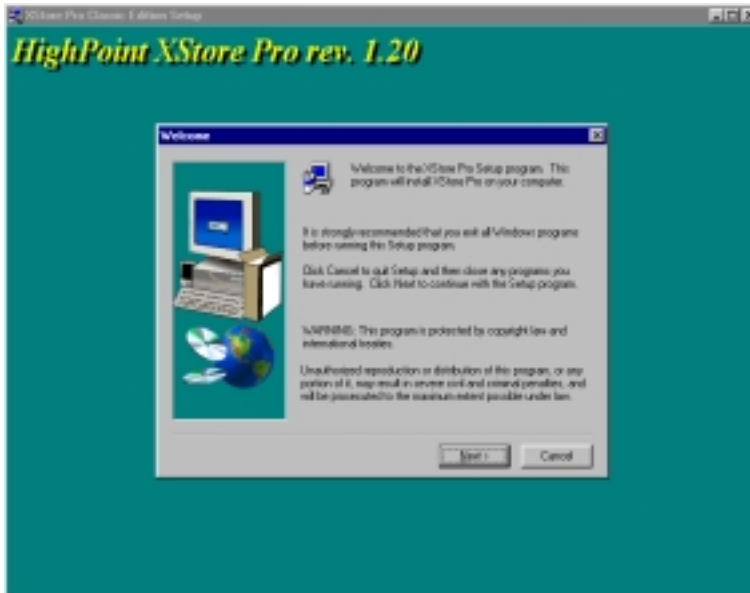 XStore Pro Classic Edition Setup
HighPoint XStore Pro rev. 1.20
Welcome
Welcome to the XStore Pro Setup program. This
program will install XStore Pro on your computer.
It is strongly recommended that you exit all Windows programs
before running this Setup program.
Click Cancel to quit Setup and then close any programs you
have running. Click Next to continue with the Setup program.
WARNING: This program is protected by copyright law and
international treaties.
Unauthorized reproduction or distribution of this program, or any
portion of it, may result in severe civil and criminal penalties, and
will be prosecuted to the maximum extent possible under law.
Next >
Cancel